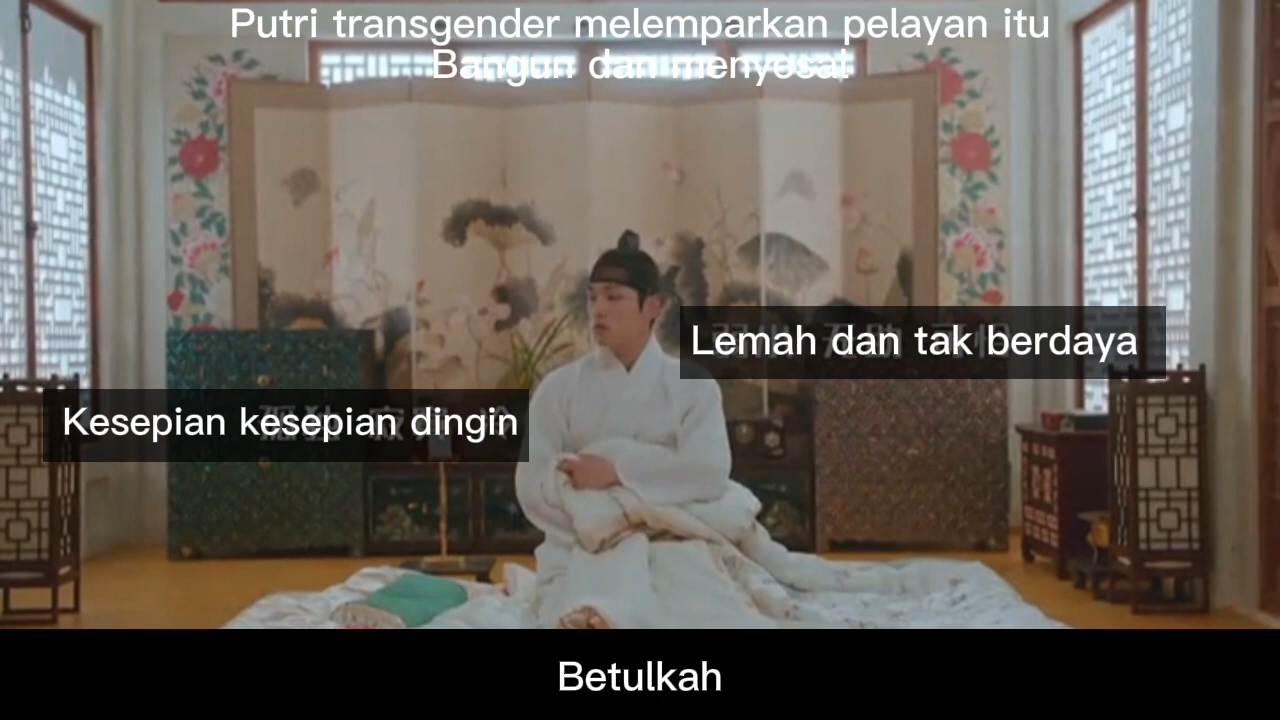 Putri transgender melemparkan pelayan itu
Bangun dan menyesal
Lemah dan tak berdaya
Kesepian kesepian dingin
Betulkah